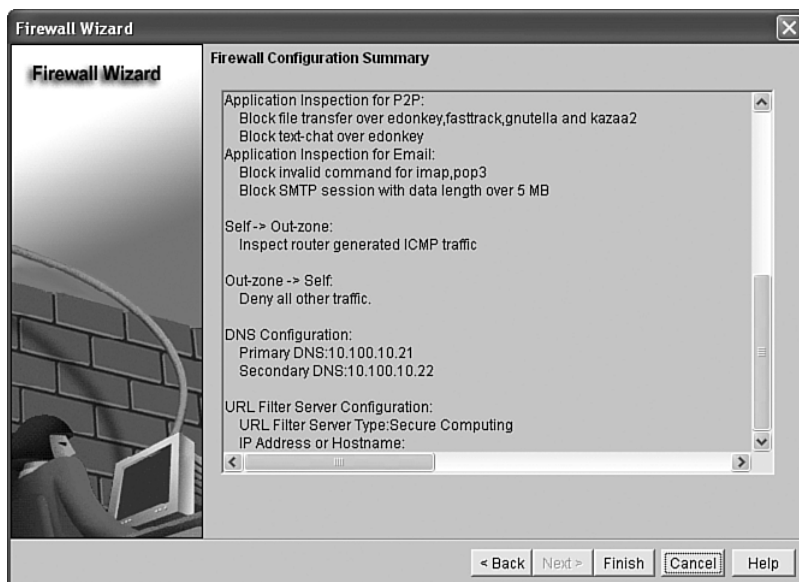 Firewall Wizard
Firewall Wizard
Firewall Configuration Summary
Application Inspection for P2P:
Block file transfer over edonkey,fasttrack,gnutella and kazaa2
Block text-chat over edonkey
Application Inspection for Email:
Block invalid command for imap,pop3
Block SMTP session with data length over 5 MB
Self -> Out-zone:
Inspect router generated ICMP traffic
Out-zone -> Self:
Deny all other traffic.
DNS Configuration:
Primary DNS:10.100.10.21
Secondary DNS:10.100.10.22
URL Filter Server Configuration:
URL Filter Server Type:Secure Computing
IP Address or Hostname:
< Back Next > Finish Cancel Help